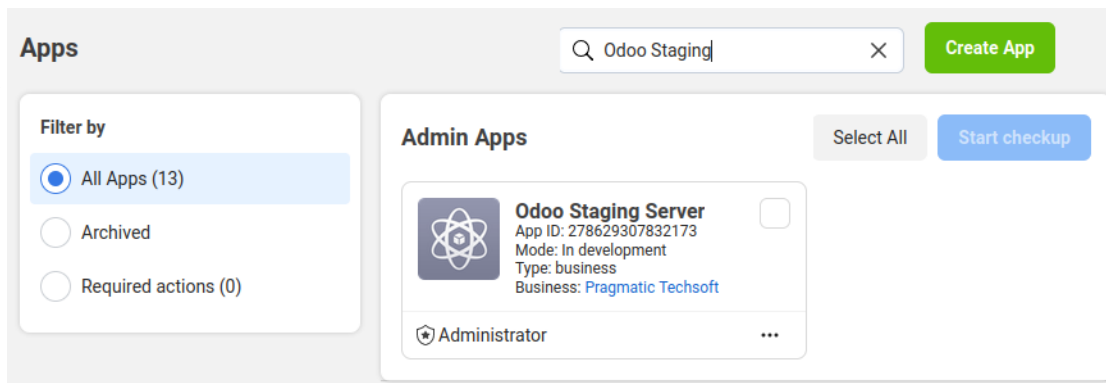 Apps
Odoo Staging
Create App
Filter by
All Apps (13)
Archived
Required actions (0)
Admin Apps
Select All
Start checkup
Odoo Staging Server
App ID: 278629307832173
Mode: In development
Type: business
Business: Pragmatic Techsoft
Administrator